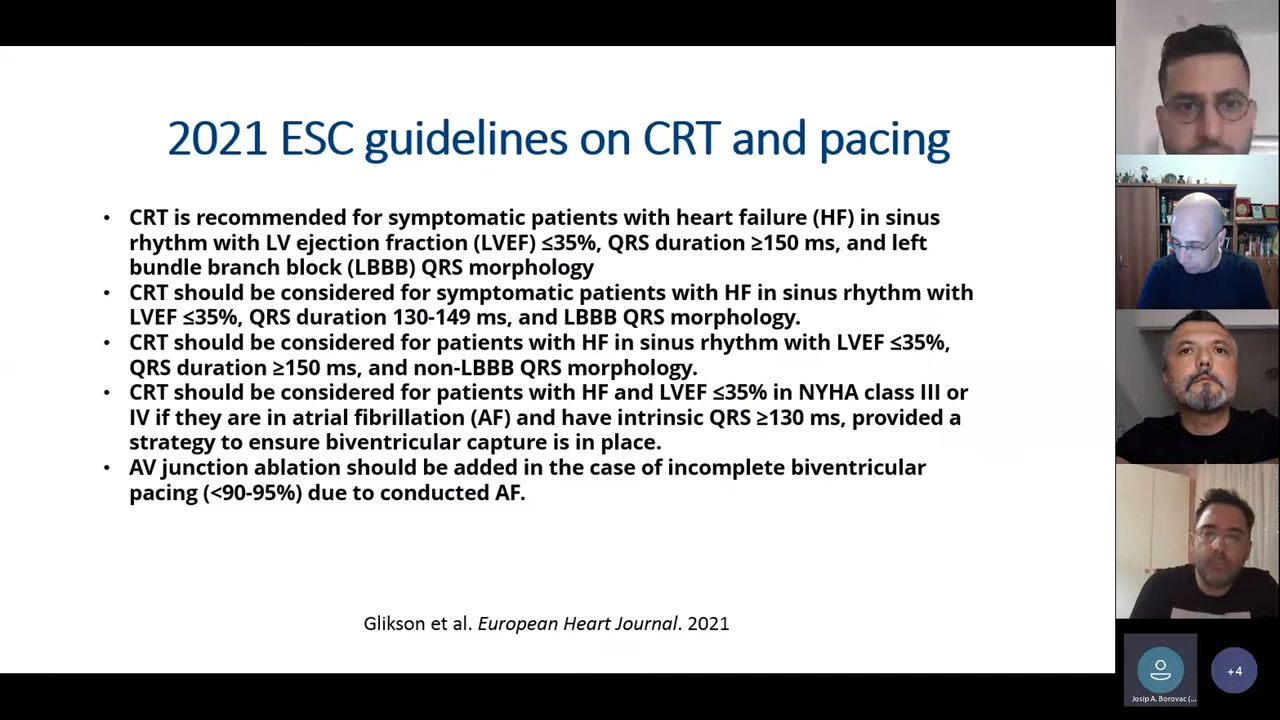 2021 ESC guidelines on CRT and pacing
• CRT is recommended for symptomatic patients with heart failure (HF) in sinus
rhythm with LV ejection fraction (LVEF) ≤35%, QRS duration ≥150 ms, and left
bundle branch block (LBBB) QRS morphology
• CRT should be considered for symptomatic patients with HF in sinus rhythm with
LVEF ≤35%, QRS duration 130-149 ms, and LBBB QRS morphology.
• CRT should be considered for patients with HF in sinus rhythm with LVEF ≤35%,
QRS duration ≥150 ms, and non-LBBB QRS morphology.
• CRT should be considered for patients with HF and LVEF ≤35% in NYHA class III or
IV if they are in atrial fibrillation (AF) and have intrinsic QRS ≥130 ms, provided a
strategy to ensure biventricular capture is in place.
• AV junction ablation should be added in the case of incomplete biventricular
pacing (<90-95%) due to conducted AF.
Glikson et al. European Heart Journal. 2021
Josip A. Borovac (...
+4